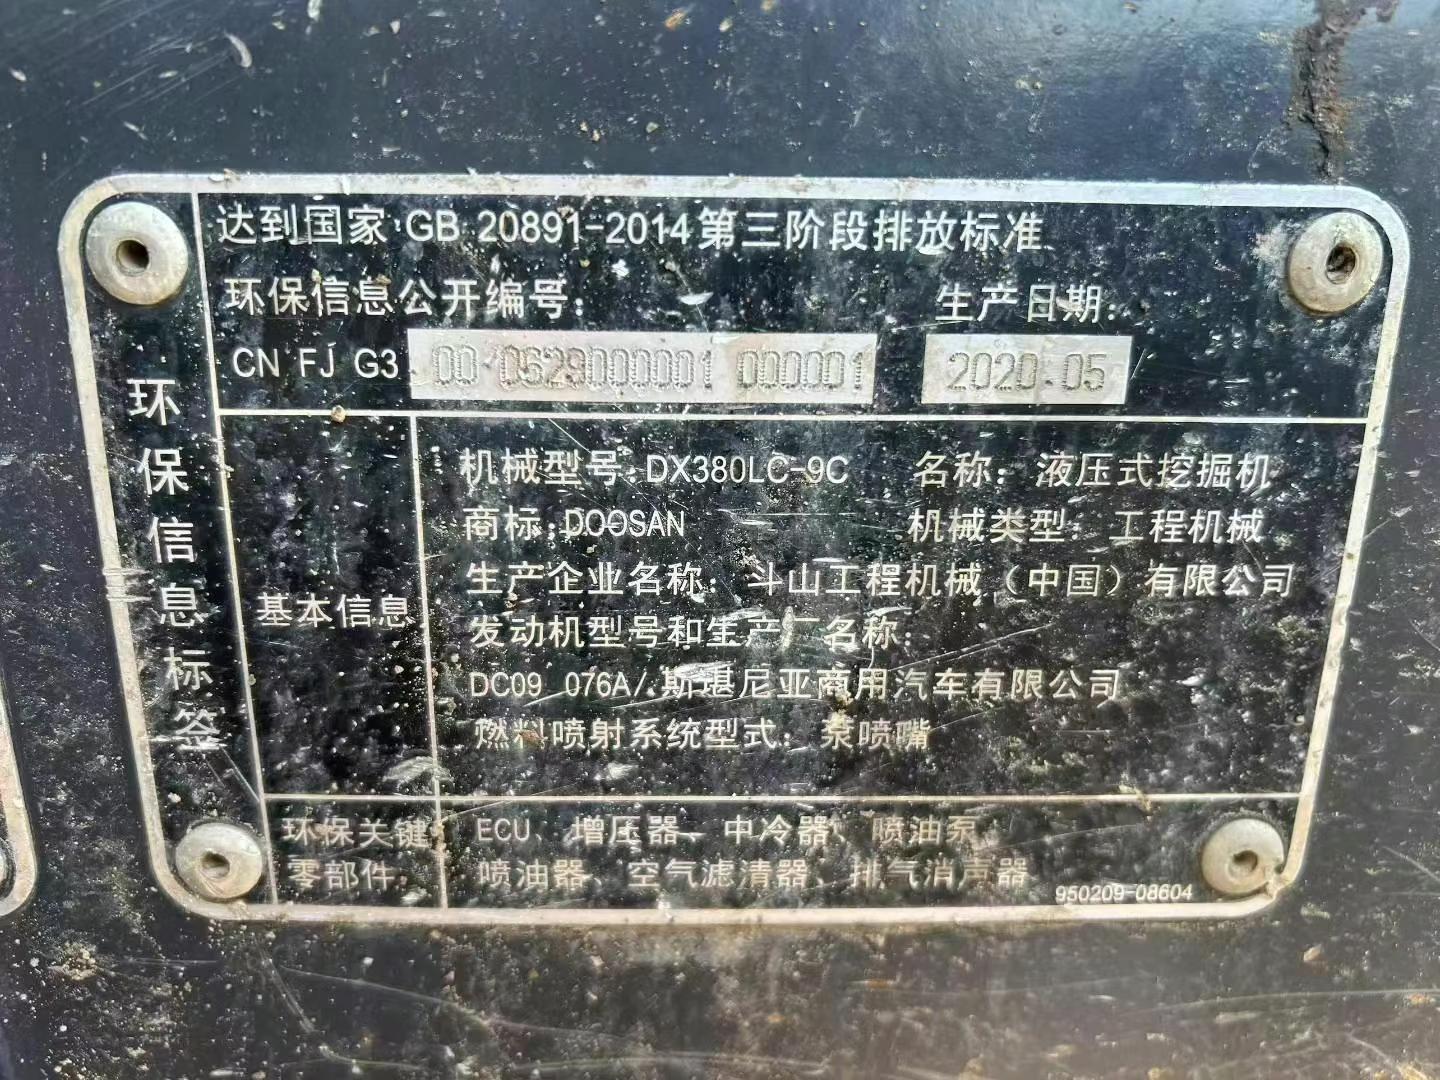 达到国家 GB 20891-2014第三阶段排放标准
环保信息公开编号:
生产日期:
CN FJ G3 00 0629000001 000001
2020.05
环保信息标签
基本信息
机械型号:DX380LC-9C 名称:液压式挖掘机
商标:DOOSAN 机械类型:工程机械
生产企业名称:斗山工程机械(中国)有限公司
发动机型号和生产厂名称:
DC09 076A/斯堪尼亚商用汽车有限公司
燃料喷射系统型式:泵喷嘴
环保关键
零部件
ECU、增压器、中冷器、喷油泵
喷油器、空气滤清器、排气消声器
950209-08604